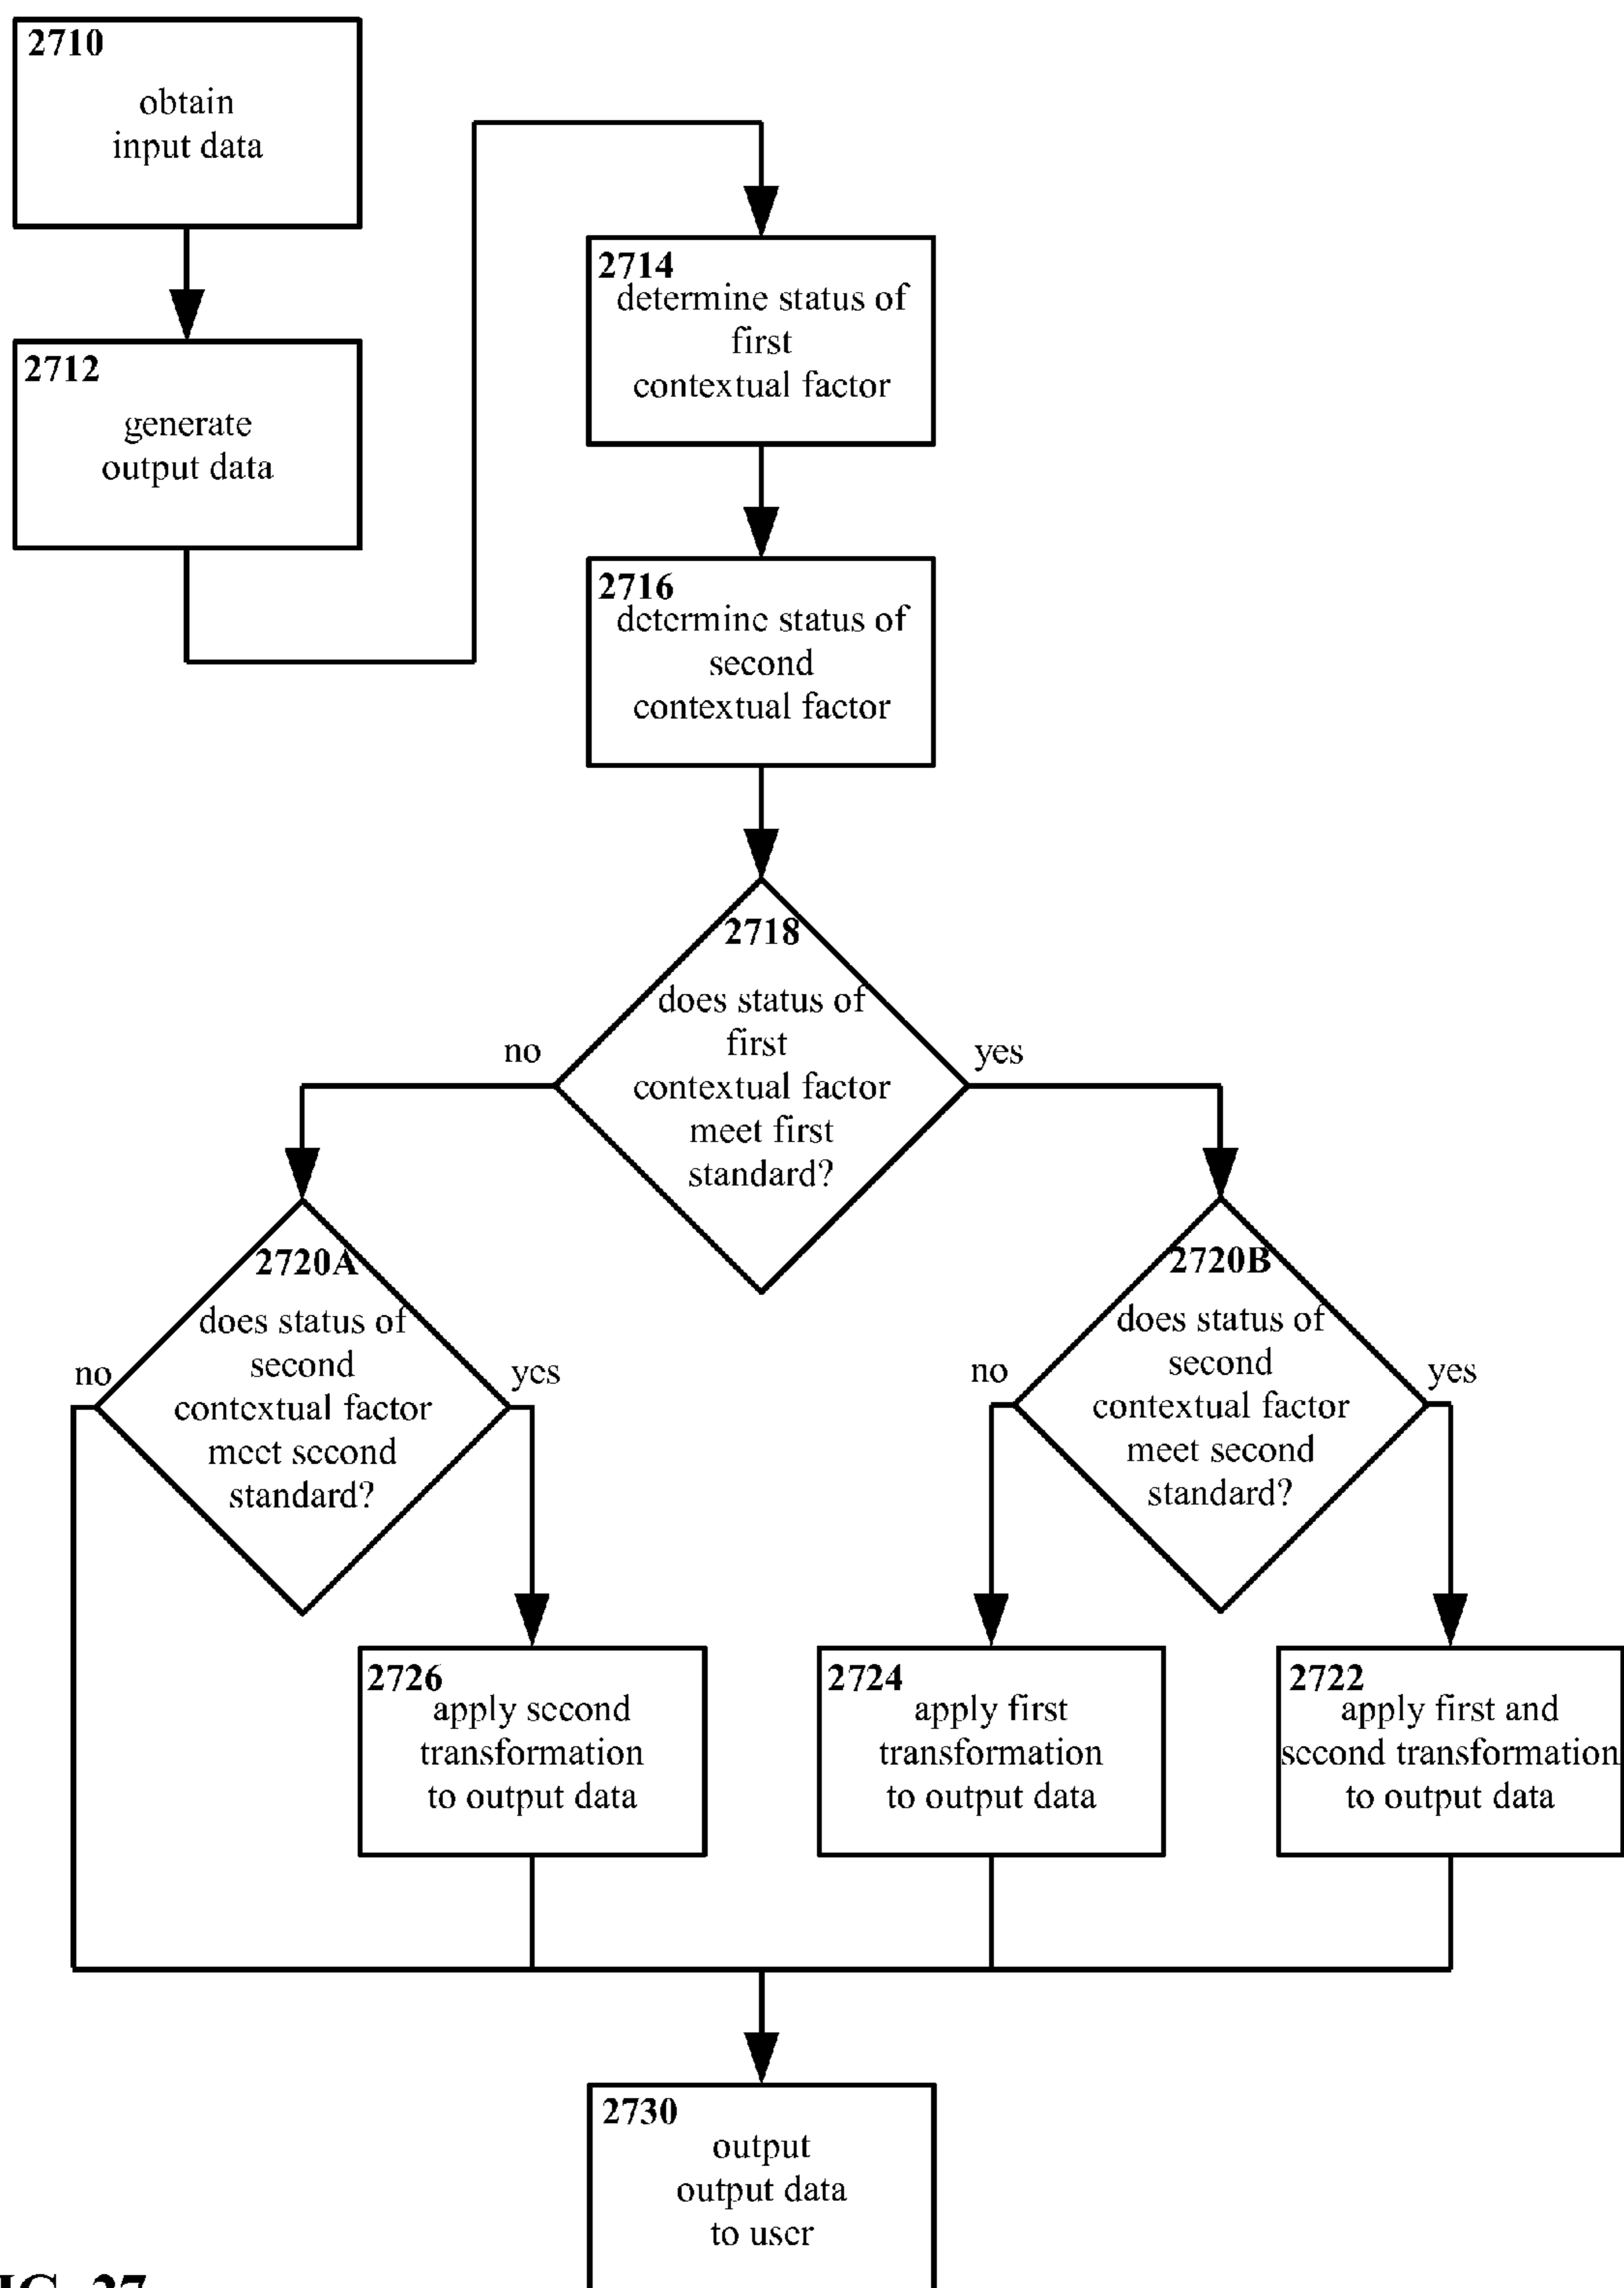 2710
obtain
input data
2712
generate
output data
2714
determine status of
first
contextual factor
2716
determine status of
second
contextual factor
2718
does status of
first
contextual factor
meet first
standard?
no
yes
2720A
does status of
second
contextual factor
meet second
standard?
no
yes
2720B
does status of
second
contextual factor
meet second
standard?
no
yes
2726
apply second
transformation
to output data
2724
apply first
transformation
to output data
2722
apply first and
second transformation
to output data
2730
output
output data
to user
IG. 27